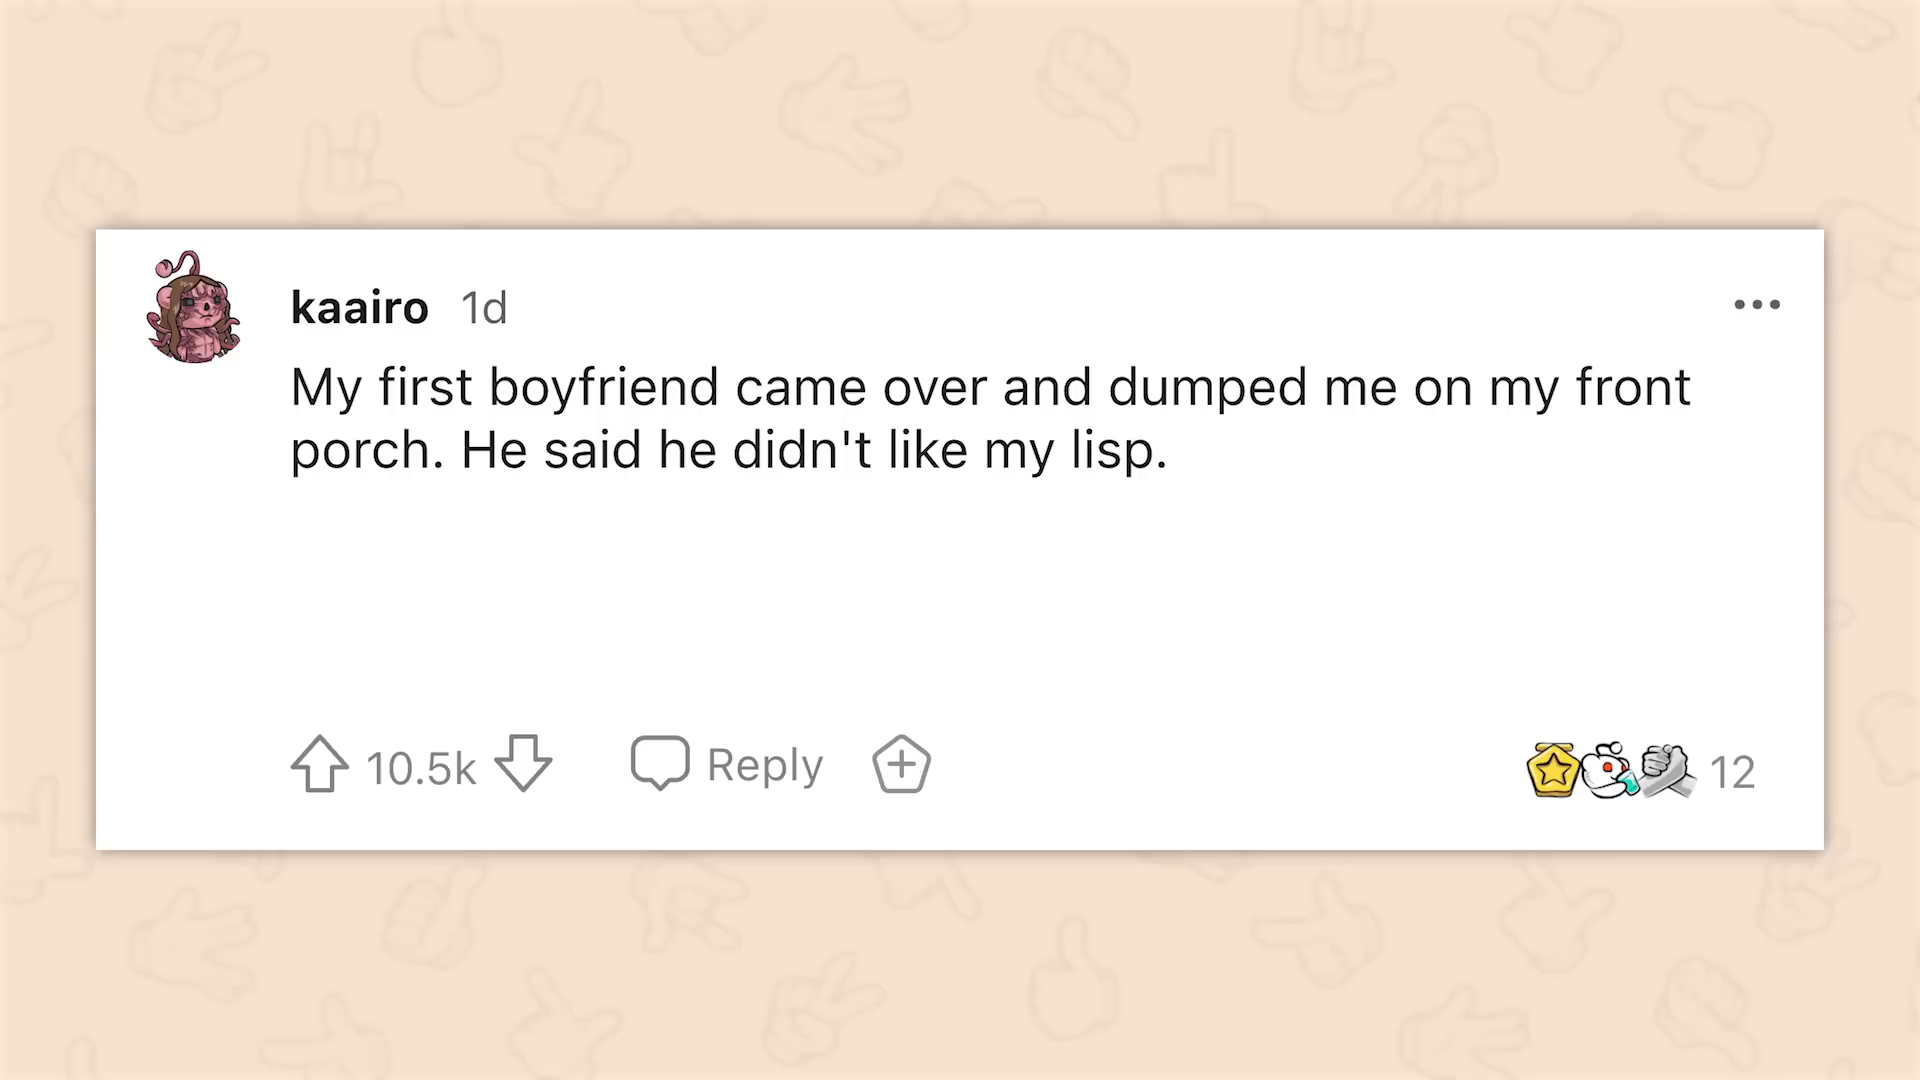 kaairo 1d
My first boyfriend came over and dumped me on my front
porch. He said he didn't like my lisp.
10.5k Reply 12